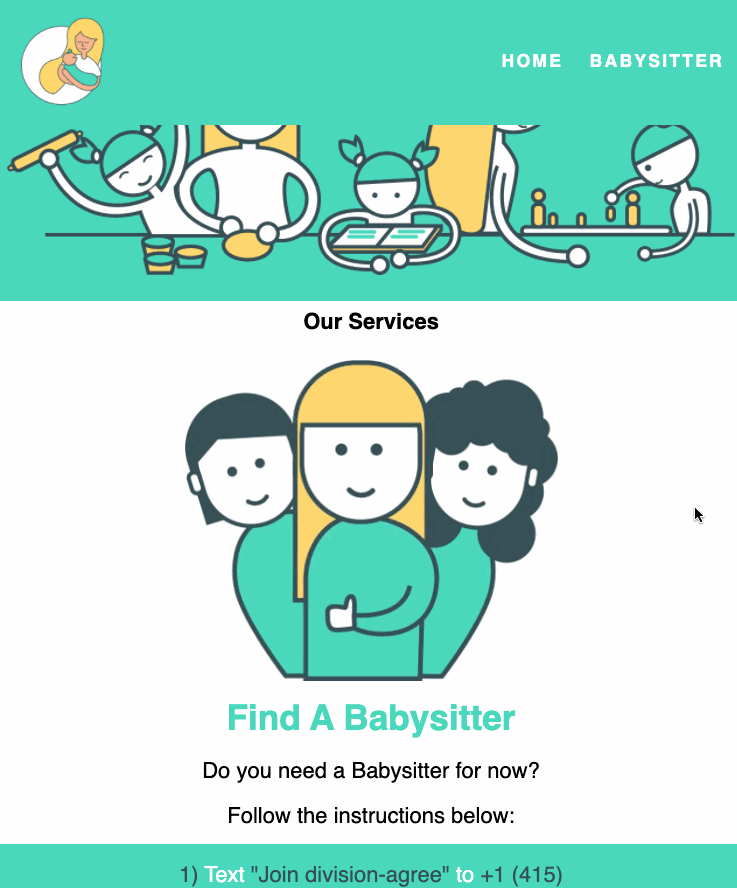 HOME BABYSITTER
Our Services
Find A Babysitter
Do you need a Babysitter for now?
Follow the instructions below:
1) Text "Join division-agree" to +1 (415)